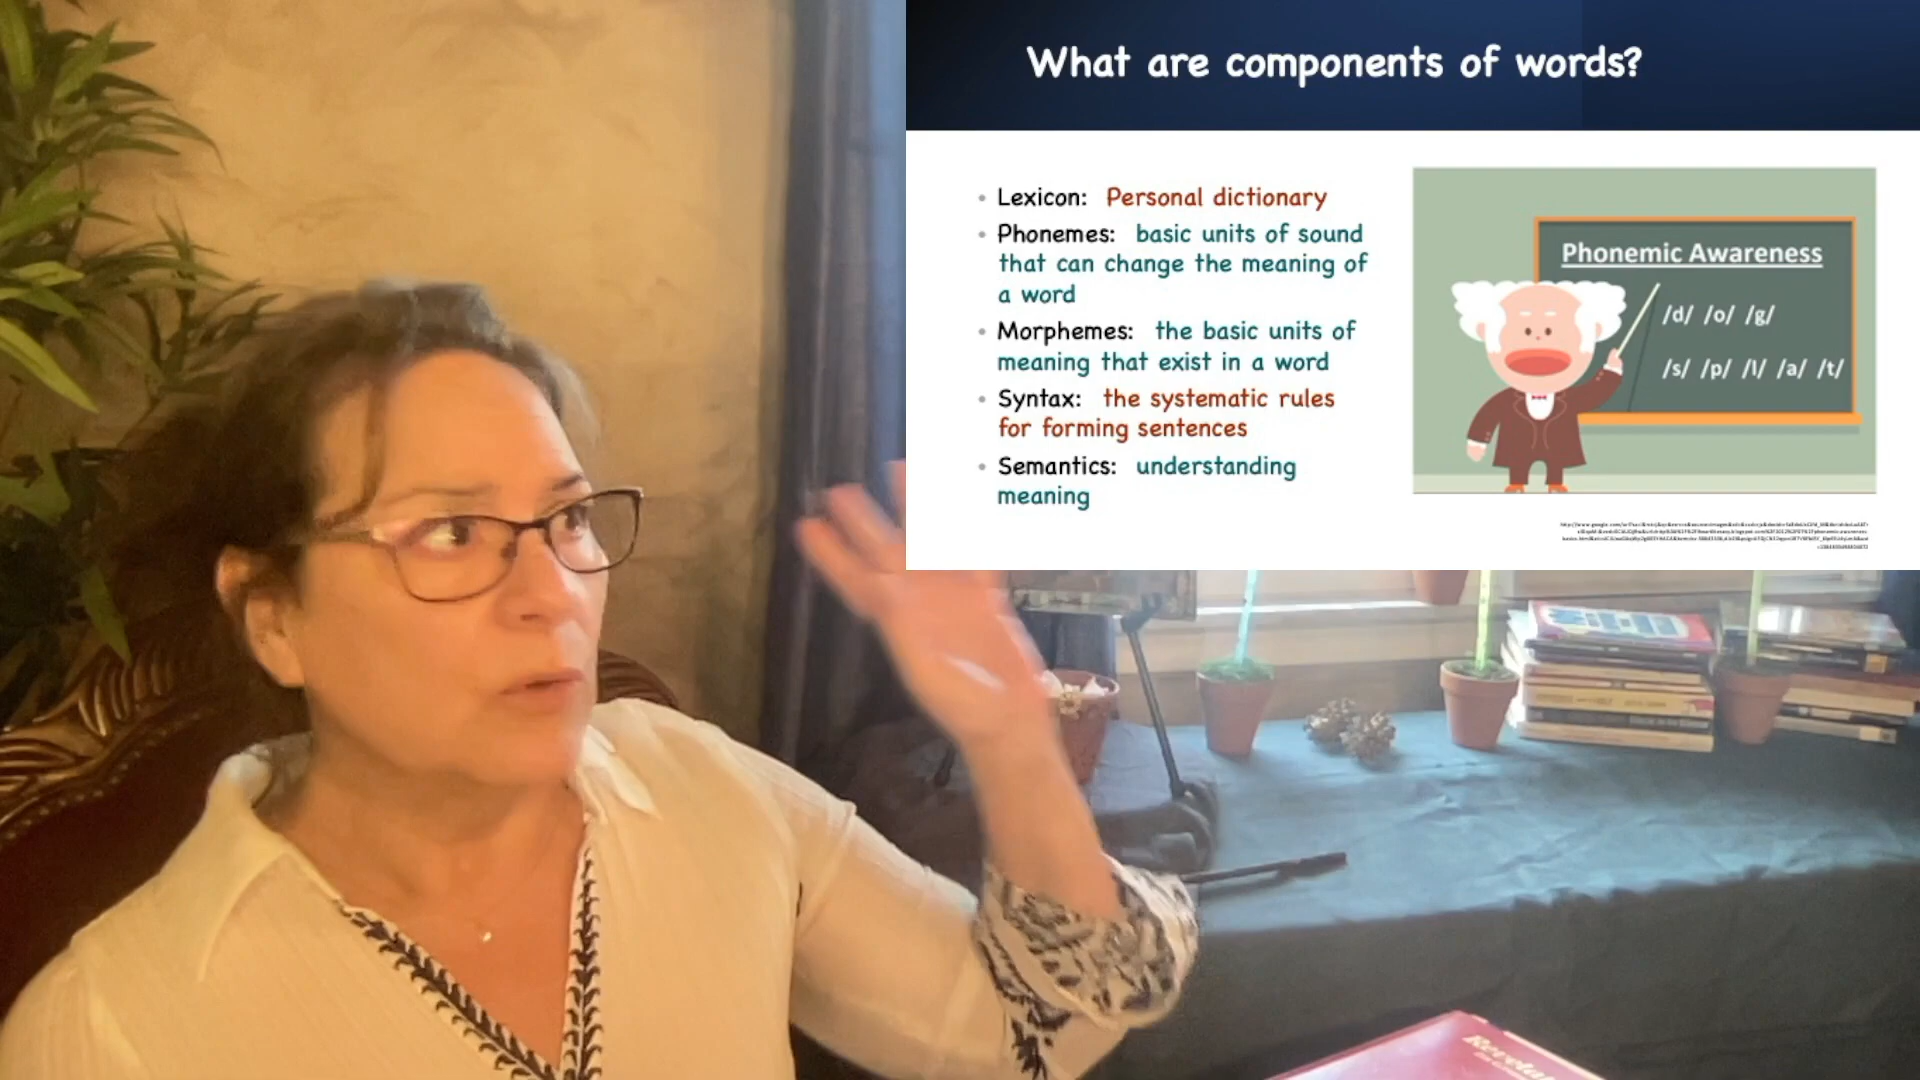 What are components of words?
• Lexicon: Personal dictionary
• Phonemes: basic units of sound
that can change the meaning of
a word
• Morphemes: the basic units of
meaning that exist in a word
• Syntax: the systematic rules
for forming sentences
• Semantics: understanding
meaning
Phonemic Awareness
/d/ /o/ /g/
/s/ /p/ /l/ /a/ /t/